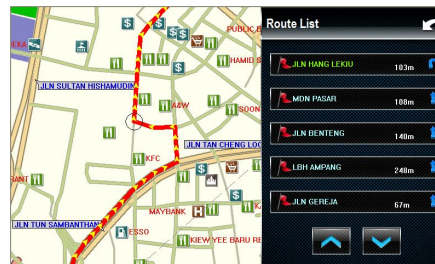 PUBLIC B
EKA
HAMID S
JLN SULTAN HISHAMUDIN
A&W
SOON
JLN TAN CHENG LOC
KFC
RANT
MAYBANK
JLN TUN SAMBANTHAN
ESSO
KIEW YEE BARU RE
Route List
JLN HANG LEKIU 103m
MDN PASAR 108m
JLN BENTENG 140m
LBH AMPANG 248m
JLN GEREJA 67m